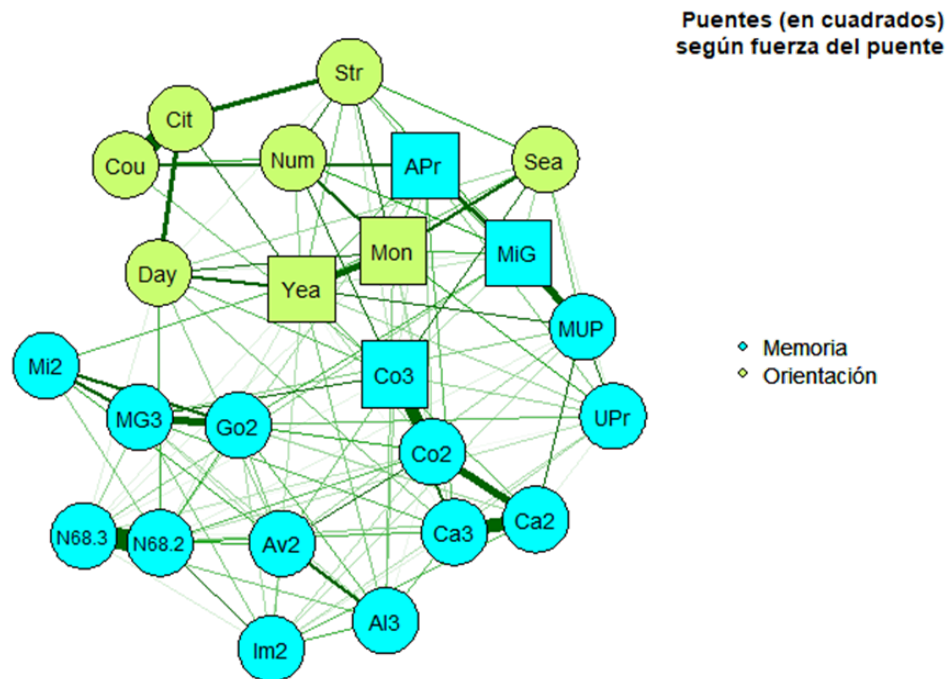 Puentes (en cuadrados)
según fuerza del puente
Str
Cit
Cou
Num
APr
Sea
Mon
MiG
Day
Yea
MUP
Mi2
Co3
MG3
Go2
UPr
Co2
N68.3
N68.2
Av2
Ca3
Ca2
Al3
Im2
Memoria
Orientación